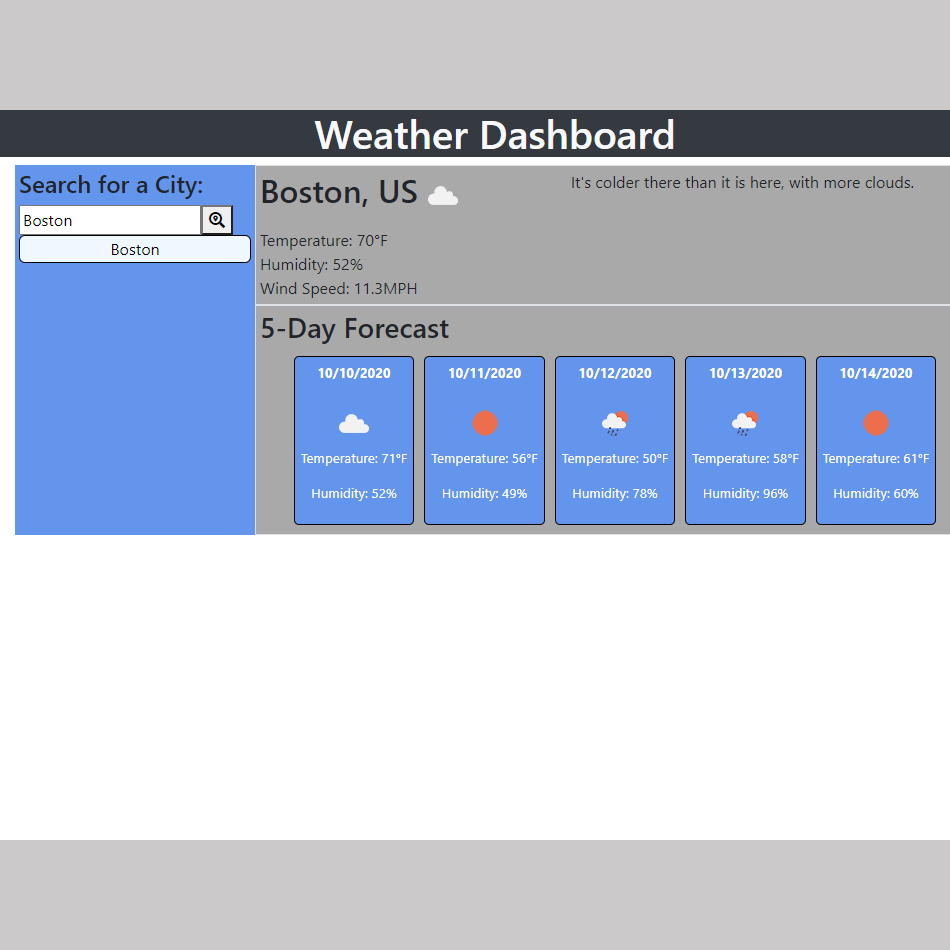 Weather Dashboard
Search for a City:
Boston
Boston
Boston, US
It's colder there than it is here, with more clouds.
Temperature: 70°F
Humidity: 52%
Wind Speed: 11.3MPH
5-Day Forecast
10/10/2020
Temperature: 71°F
Humidity: 52%
10/11/2020
Temperature: 56°F
Humidity: 49%
10/12/2020
Temperature: 50°F
Humidity: 78%
10/13/2020
Temperature: 58°F
Humidity: 96%
10/14/2020
Temperature: 61°F
Humidity: 60%